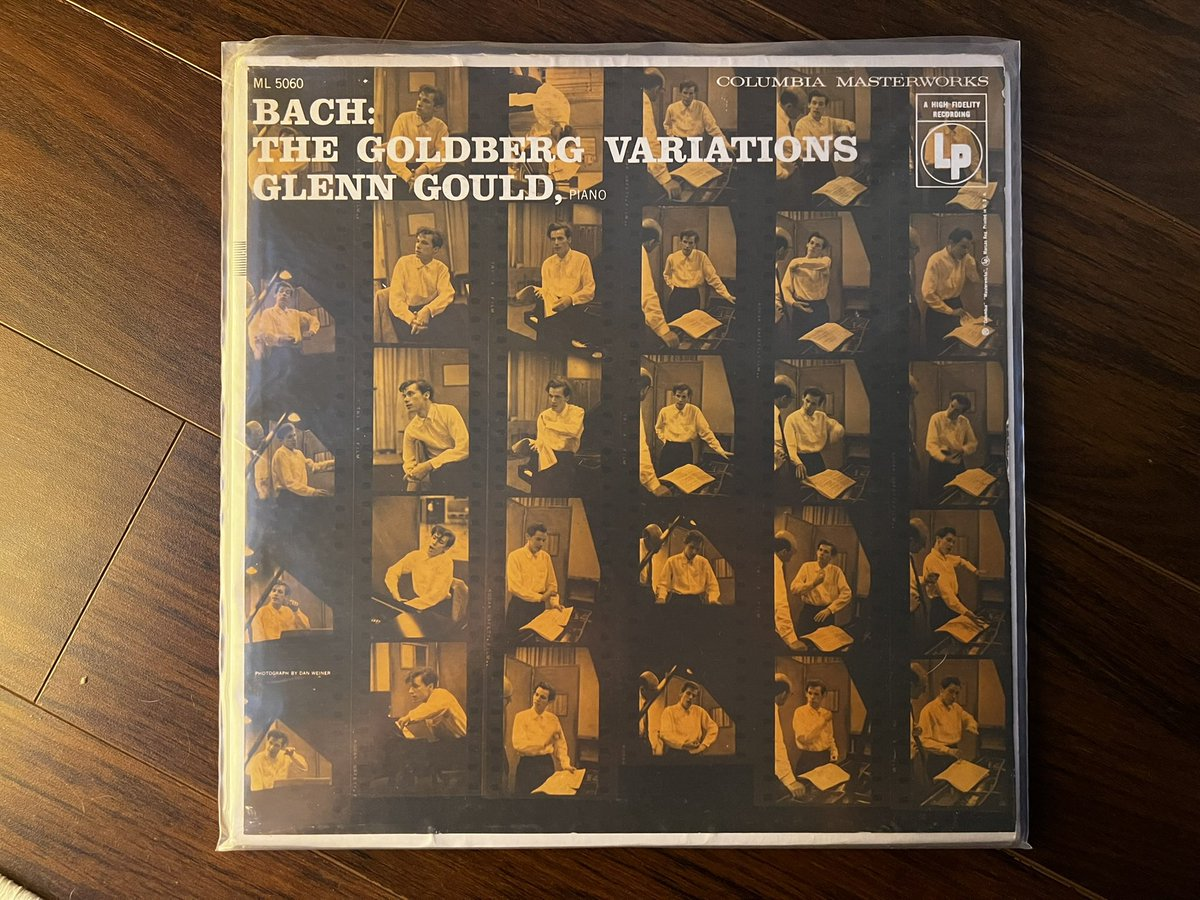 ML 5060
COLUMBIA MASTERWORKS
BACH:
THE GOLDBERG VARIATIONS
GLENN GOULD, PIANO
A HIGH FIDELITY
RECORDING
LP
PHOTOGRAPH BY DAN WEINER